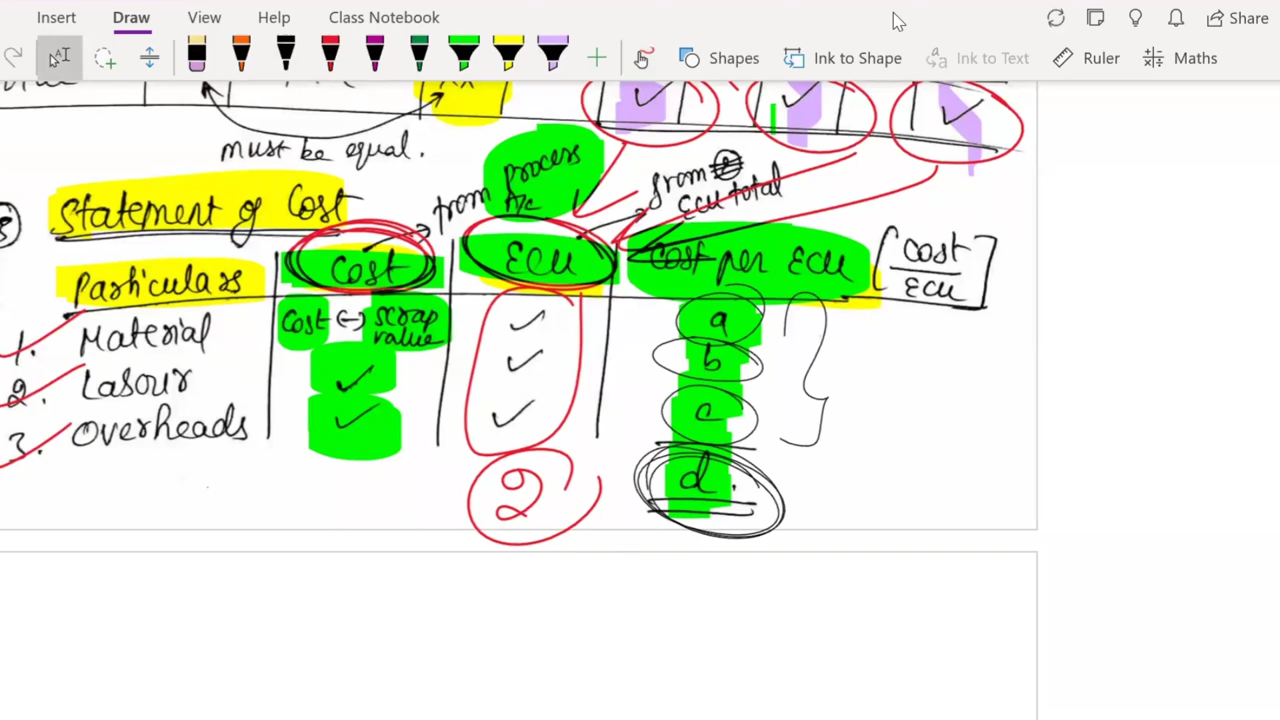 Insert Draw View Help Class Notebook Share
Shapes Ink to Shape Ink to Text Ruler Maths
must be equal.
from process A/c
from ECU total
Statement of Cost
Particulars Cost ECU Cost per ECU [Cost/ECU]
1. Material Cost (-) scrap value ✓ a
2. Labour ✓ ✓ b
3. Overheads ✓ ✓ c
2 d.